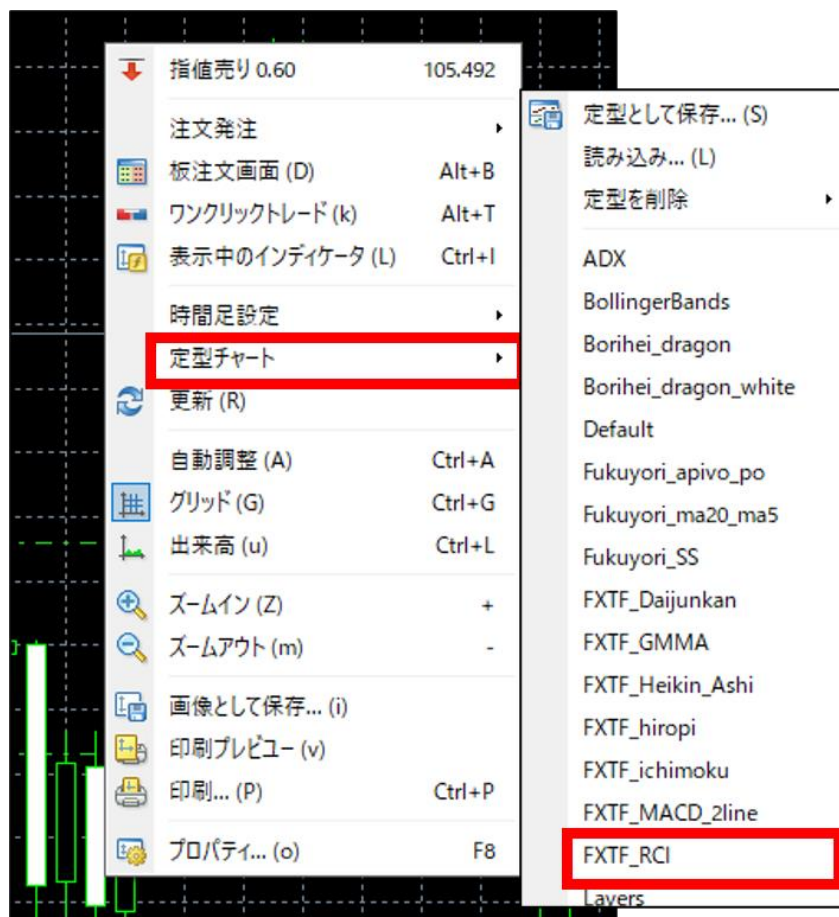 指値売り 0.60 105.492
注文発注
板注文画面 (D) Alt+B
ワンクリックトレード (k) Alt+T
表示中のインディケータ (L) Ctrl+I
時間足設定
定型チャート
更新 (R)
自動調整 (A) Ctrl+A
グリッド (G) Ctrl+G
出来高 (u) Ctrl+L
ズームイン (Z) +
ズームアウト (m) -
画像として保存... (i)
印刷プレビュー (v)
印刷... (P) Ctrl+P
プロパティ... (o) F8
定型として保存... (S)
読み込み... (L)
定型を削除
ADX
BollingerBands
Borihei_dragon
Borihei_dragon_white
Default
Fukuyori_apivo_po
Fukuyori_ma20_ma5
Fukuyori_SS
FXTF_Daijunkan
FXTF_GMMA
FXTF_Heikin_Ashi
FXTF_hiropi
FXTF_ichimoku
FXTF_MACD_2line
FXTF_RCI
Layers